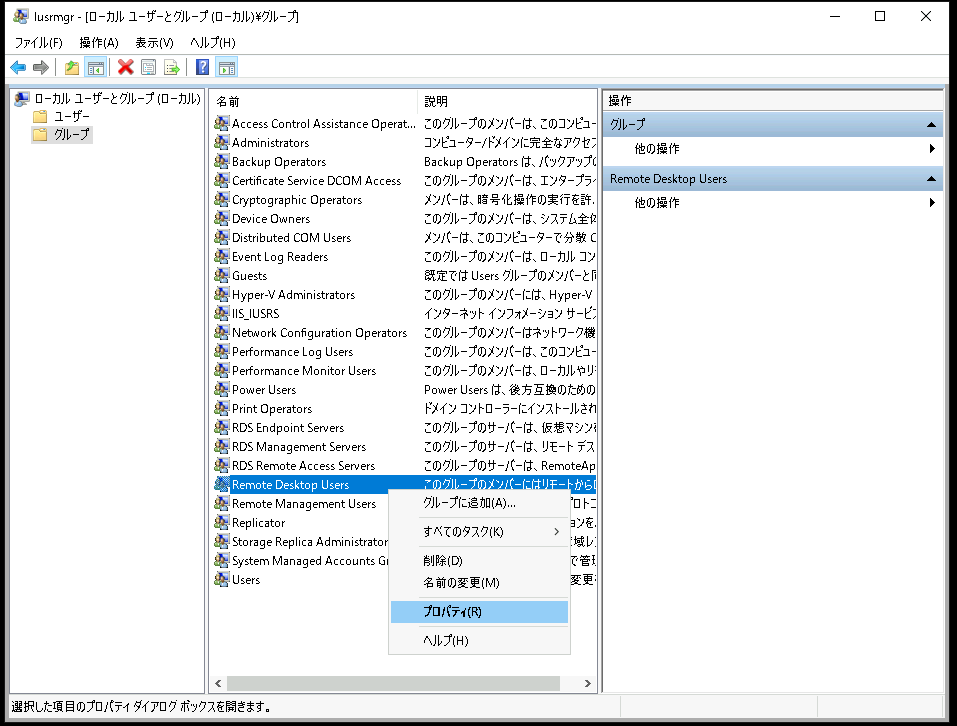 lusrmgr - [ローカル ユーザーとグループ (ローカル)¥グループ]
ファイル(F) 操作(A) 表示(V) ヘルプ(H)
ローカル ユーザーとグループ (ローカル)
ユーザー
グループ
名前 説明
Access Control Assistance Operat... このグループのメンバーは、このコンピュー
Administrators コンピューター/ドメインに完全なアクセス
Backup Operators Backup Operators は、バックアップの
Certificate Service DCOM Access このグループのメンバーは、エンタープライ
Cryptographic Operators メンバーは、暗号化操作の実行を許
Device Owners このグループのメンバーは、システム全体
Distributed COM Users メンバーは、このコンピューターで分散 C
Event Log Readers このグループのメンバーは、ローカル コン
Guests 既定では Users グループのメンバーと同
Hyper-V Administrators このグループのメンバーには、Hyper-V
IIS_IUSRS インターネット インフォメーション サービス
Network Configuration Operators このグループのメンバーはネットワーク機
Performance Log Users このグループのメンバーは、このコンピュー
Performance Monitor Users このグループのメンバーは、ローカルやリ
Power Users Power Users は、後方互換のための
Print Operators ドメイン コントローラーにインストールされ
RDS Endpoint Servers このグループのサーバーは、仮想マシン
RDS Management Servers このグループのサーバーは、リモート デス
RDS Remote Access Servers このグループのサーバーは、RemoteAp
Remote Desktop Users このグループのメンバーにはリモートから
Remote Management Users プロトコ
Replicator ョンを
Storage Replica Administrator 域レ
System Managed Accounts Gr で管理
Users 変更
グループに追加(A)...
すべてのタスク(K)
削除(D)
名前の変更(M)
プロパティ(R)
ヘルプ(H)
操作
グループ
他の操作
Remote Desktop Users
他の操作
選択した項目のプロパティ ダイアログ ボックスを開きます。